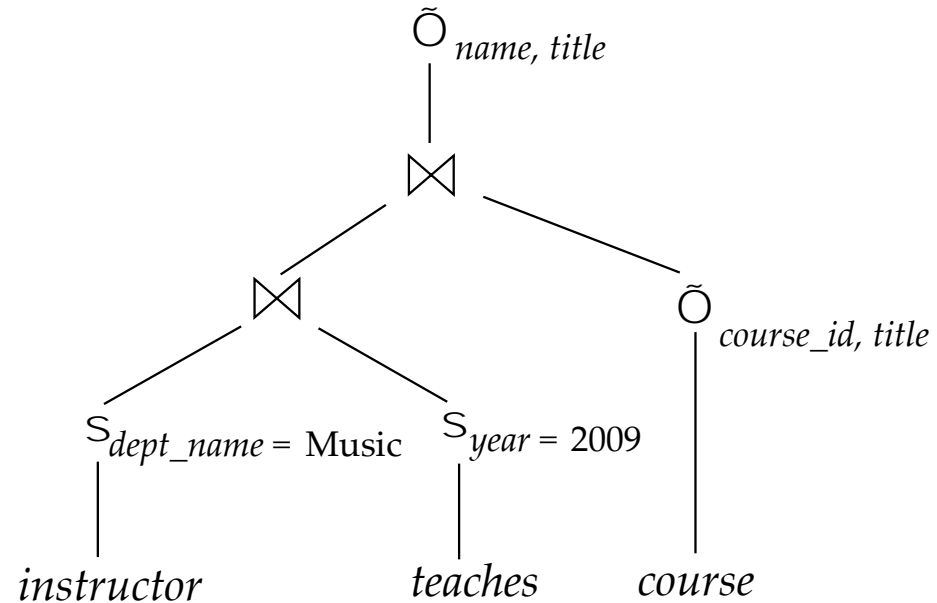 Õ name, title
⋈
⋈
Õ course_id, title
S dept_name = Music
S year = 2009
instructor
teaches
course